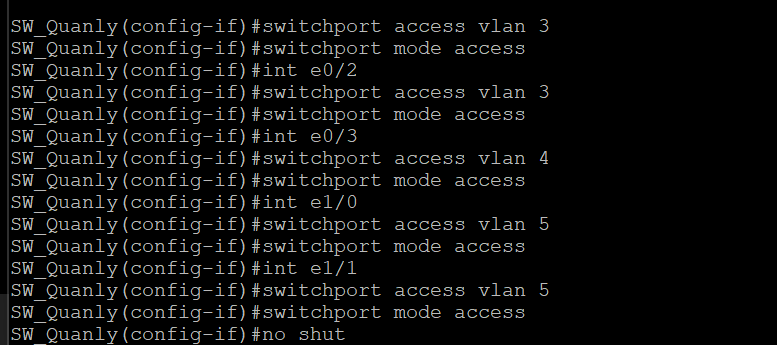 SW_Quanly(config-if)#switchport access vlan 3
SW_Quanly(config-if)#switchport mode access
SW_Quanly(config-if)#int e0/2
SW_Quanly(config-if)#switchport access vlan 3
SW_Quanly(config-if)#switchport mode access
SW_Quanly(config-if)#int e0/3
SW_Quanly(config-if)#switchport access vlan 4
SW_Quanly(config-if)#switchport mode access
SW_Quanly(config-if)#int e1/0
SW_Quanly(config-if)#switchport access vlan 5
SW_Quanly(config-if)#switchport mode access
SW_Quanly(config-if)#int e1/1
SW_Quanly(config-if)#switchport access vlan 5
SW_Quanly(config-if)#switchport mode access
SW_Quanly(config-if)#no shut